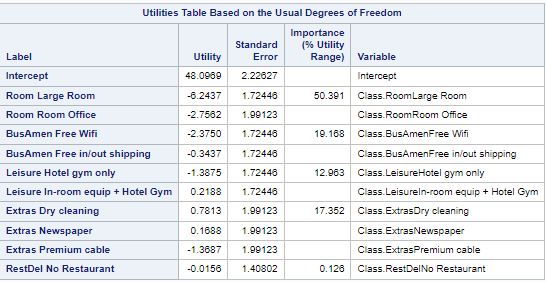 Utilities Table Based on the Usual Degrees of Freedom
Label Utility Standard Error Importance (% Utility Range) Variable
Intercept 48.0969 2.22627 Intercept
Room Large Room -6.2437 1.72446 50.391 Class.RoomLarge Room
Room Room Office -2.7562 1.99123 Class.RoomRoom Office
BusAmen Free Wifi -2.3750 1.72446 19.168 Class.BusAmenFree Wifi
BusAmen Free in/out shipping -0.3437 1.72446 Class.BusAmenFree in/out shipping
Leisure Hotel gym only -1.3875 1.72446 12.963 Class.LeisureHotel gym only
Leisure In-room equip + Hotel Gym 0.2188 1.72446 Class.LeisureIn-room equip + Hotel Gym
Extras Dry cleaning 0.7813 1.99123 17.352 Class.ExtrasDry cleaning
Extras Newspaper 0.1688 1.99123 Class.ExtrasNewspaper
Extras Premium cable -1.3687 1.99123 Class.ExtrasPremium cable
RestDel No Restaurant -0.0156 1.40802 0.126 Class.RestDelNo Restaurant